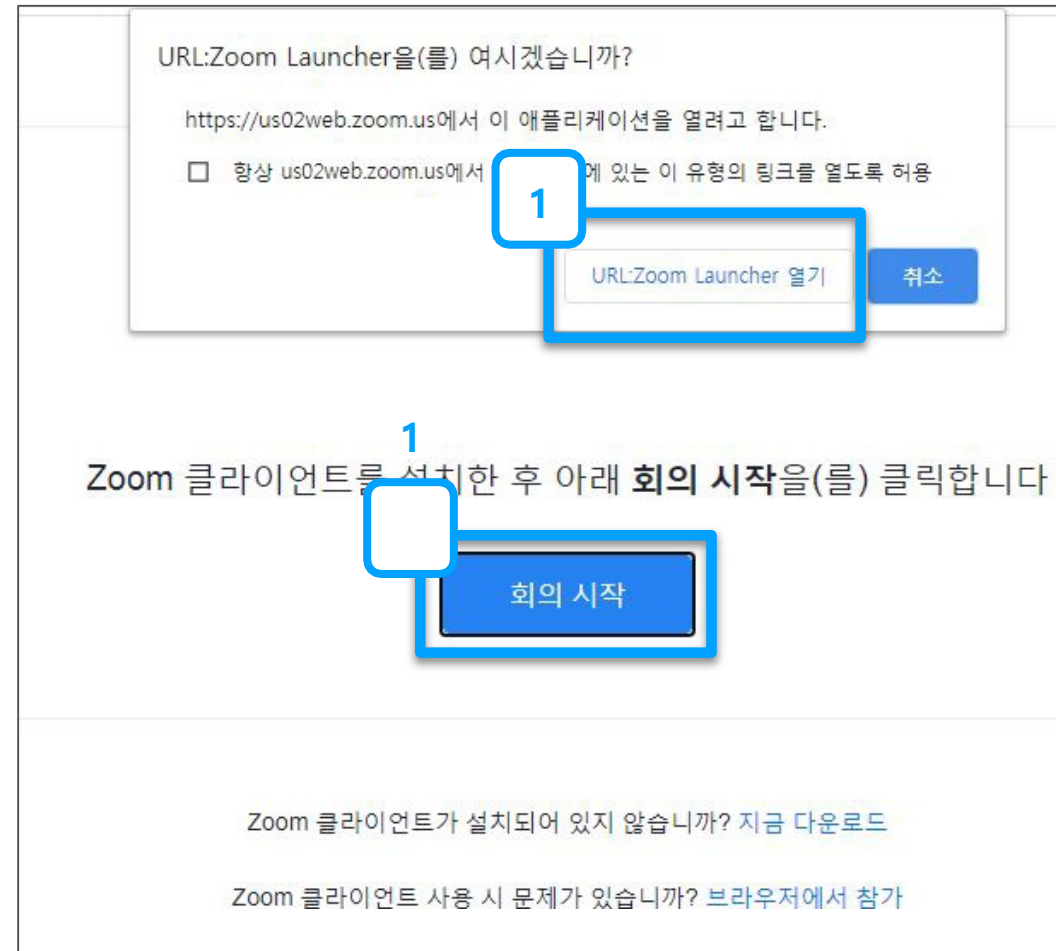 URL:Zoom Launcher을(를) 여시겠습니까?
https://us02web.zoom.us에서 이 애플리케이션을 열려고 합니다.
항상 us02web.zoom.us에서 에 있는 이 유형의 링크를 열도록 허용
1
URL:Zoom Launcher 열기 취소
1
Zoom 클라이언트를 설치한 후 아래 회의 시작을(를) 클릭합니다
회의 시작
Zoom 클라이언트가 설치되어 있지 않습니까? 지금 다운로드
Zoom 클라이언트 사용 시 문제가 있습니까? 브라우저에서 참가